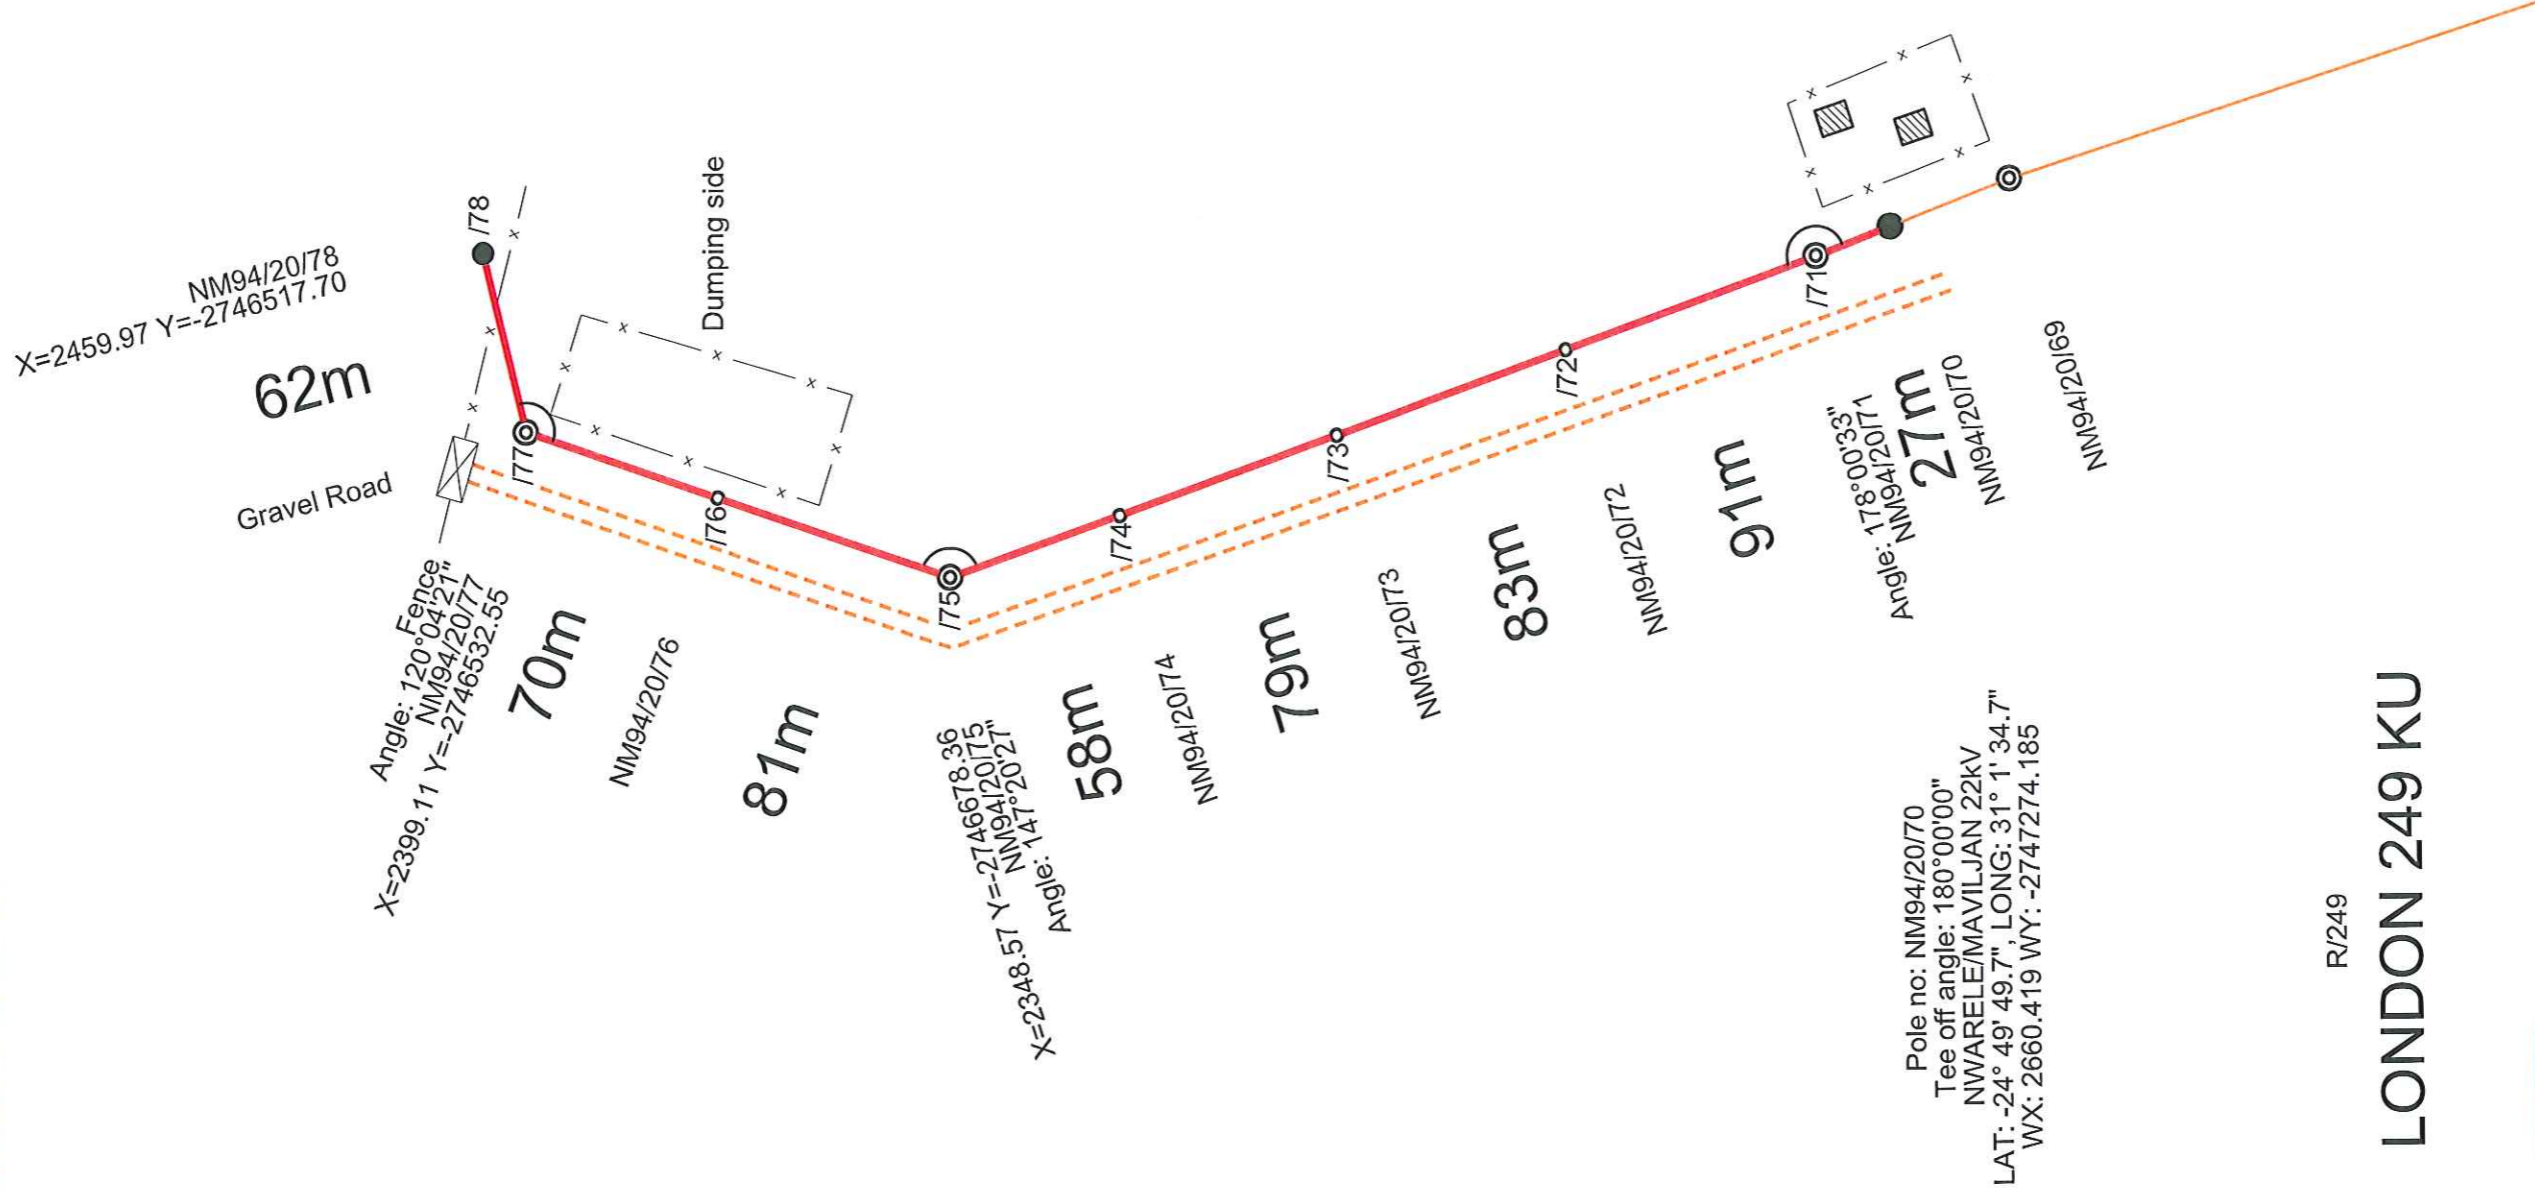 NM94/20/78
X=2459.97 Y=-2746517.70
62m
/78
Gravel Road
Dumping side
/77
/76
/75
/74
/73
/72
/71
Fence
Angle: 120°04'21"
NM94/20/77
X=2399.11 Y=-2746532.55
70m
NM94/20/76
81m
X=2348.57 Y=-2746678.36
NM94/20/75
Angle: 147°20'27"
58m
NM94/20/74
79m
NM94/20/73
83m
NM94/20/72
91m
Angle: 178°00'33"
NM94/20/71
27m
NM94/20/70
NM94/20/69
Pole no: NM94/20/70
Tee off angle: 180°00'00"
NWARELE/MAVILJAN 22kV
LAT: -24° 49' 49.7", LONG: 31° 1' 34.7"
WX: 2660.419 WY: -2747274.185
R/249
LONDON 249 KU